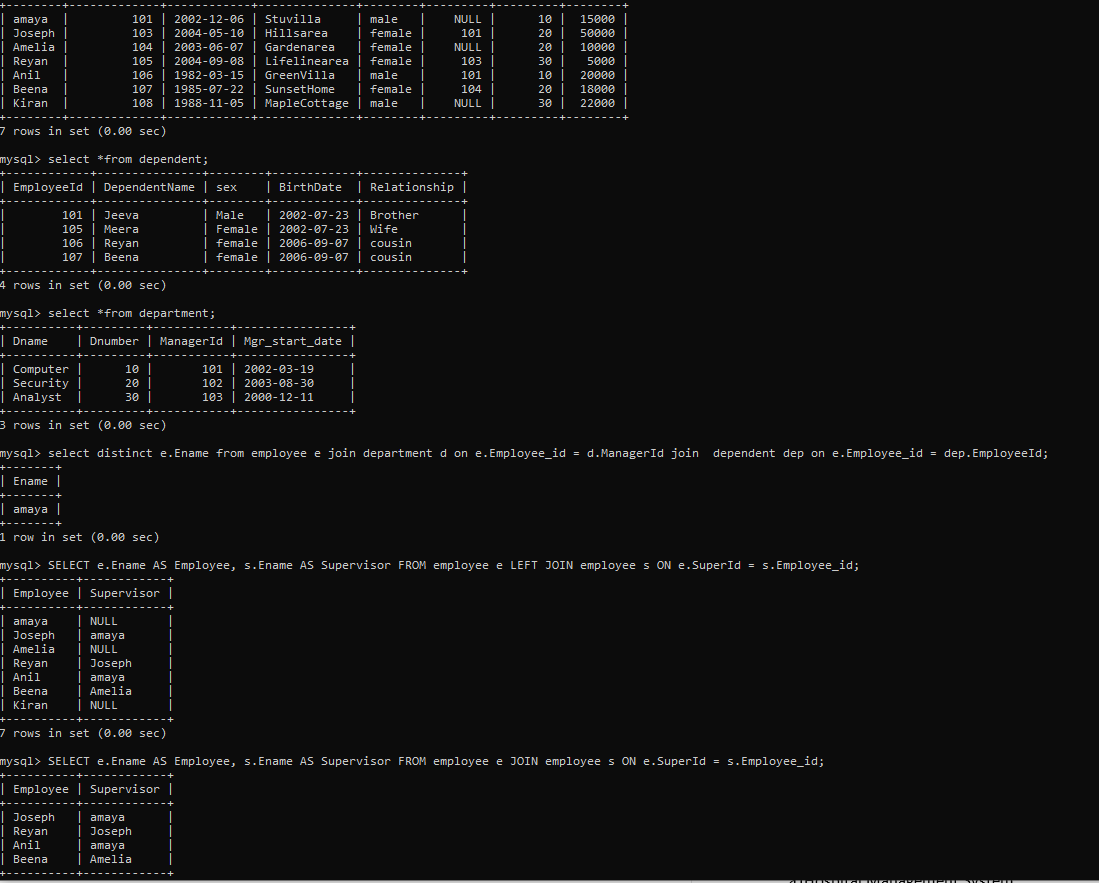 +---------+-------------+------------+--------------+--------+---------+---------+--------+
| amaya   |         101 | 2002-12-06 | Stuvilla     | male   |    NULL |      10 |  15000 |
| Joseph  |         103 | 2004-05-10 | Hillsarea    | female |     101 |      20 |  50000 |
| Amelia  |         104 | 2003-06-07 | Gardenarea   | female |    NULL |      20 |  10000 |
| Reyan   |         105 | 2004-09-08 | Lifelinearea | female |     103 |      30 |   5000 |
| Anil    |         106 | 1982-03-15 | GreenVilla   | male   |     101 |      10 |  20000 |
| Beena   |         107 | 1985-07-22 | SunsetHome   | female |     104 |      20 |  18000 |
| Kiran   |         108 | 1988-11-05 | MapleCottage | male   |    NULL |      30 |  22000 |
+---------+-------------+------------+--------------+--------+---------+---------+--------+
7 rows in set (0.00 sec)
mysql> select *from dependent;
+------------+---------------+--------+------------+--------------+
| EmployeeId | DependentName | sex    | BirthDate  | Relationship |
+------------+---------------+--------+------------+--------------+
|        101 | Jeeva         | Male   | 2002-07-23 | Brother      |
|        105 | Meera         | Female | 2002-07-23 | Wife         |
|        106 | Reyan         | female | 2006-09-07 | cousin       |
|        107 | Beena         | female | 2006-09-07 | cousin       |
+------------+---------------+--------+------------+--------------+
4 rows in set (0.00 sec)
mysql> select *from department;
+----------+---------+-----------+----------------+
| Dname    | Dnumber | ManagerId | Mgr_start_date |
+----------+---------+-----------+----------------+
| Computer |      10 |       101 | 2002-03-19     |
| Security |      20 |       102 | 2003-08-30     |
| Analyst  |      30 |       103 | 2000-12-11     |
+----------+---------+-----------+----------------+
3 rows in set (0.00 sec)
mysql> select distinct e.Ename from employee e join department d on e.Employee_id = d.ManagerId join  dependent dep on e.Employee_id = dep.EmployeeId;
+-------+
| Ename |
+-------+
| amaya |
+-------+
1 row in set (0.00 sec)
mysql> SELECT e.Ename AS Employee, s.Ename AS Supervisor FROM employee e LEFT JOIN employee s ON e.SuperId = s.Employee_id;
+----------+------------+
| Employee | Supervisor |
+----------+------------+
| amaya    | NULL       |
| Joseph   | amaya      |
| Amelia   | NULL       |
| Reyan    | Joseph     |
| Anil     | amaya      |
| Beena    | Amelia     |
| Kiran    | NULL       |
+----------+------------+
7 rows in set (0.00 sec)
mysql> SELECT e.Ename AS Employee, s.Ename AS Supervisor FROM employee e JOIN employee s ON e.SuperId = s.Employee_id;
+----------+------------+
| Employee | Supervisor |
+----------+------------+
| Joseph   | amaya      |
| Reyan    | Joseph     |
| Anil     | amaya      |
| Beena    | Amelia     |
+----------+------------+